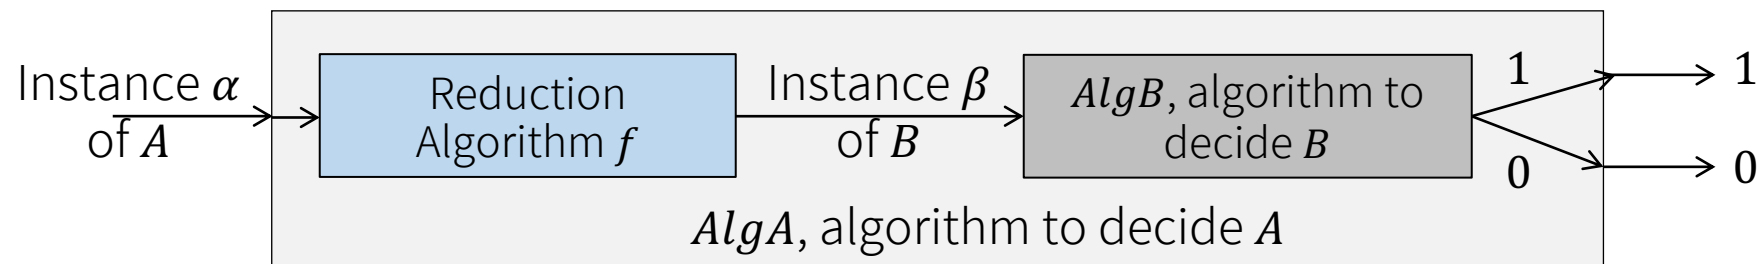 Instance α
of A
Reduction
Algorithm f
Instance β
of B
AlgB, algorithm to
decide B
1
0
1
0
AlgA, algorithm to decide A